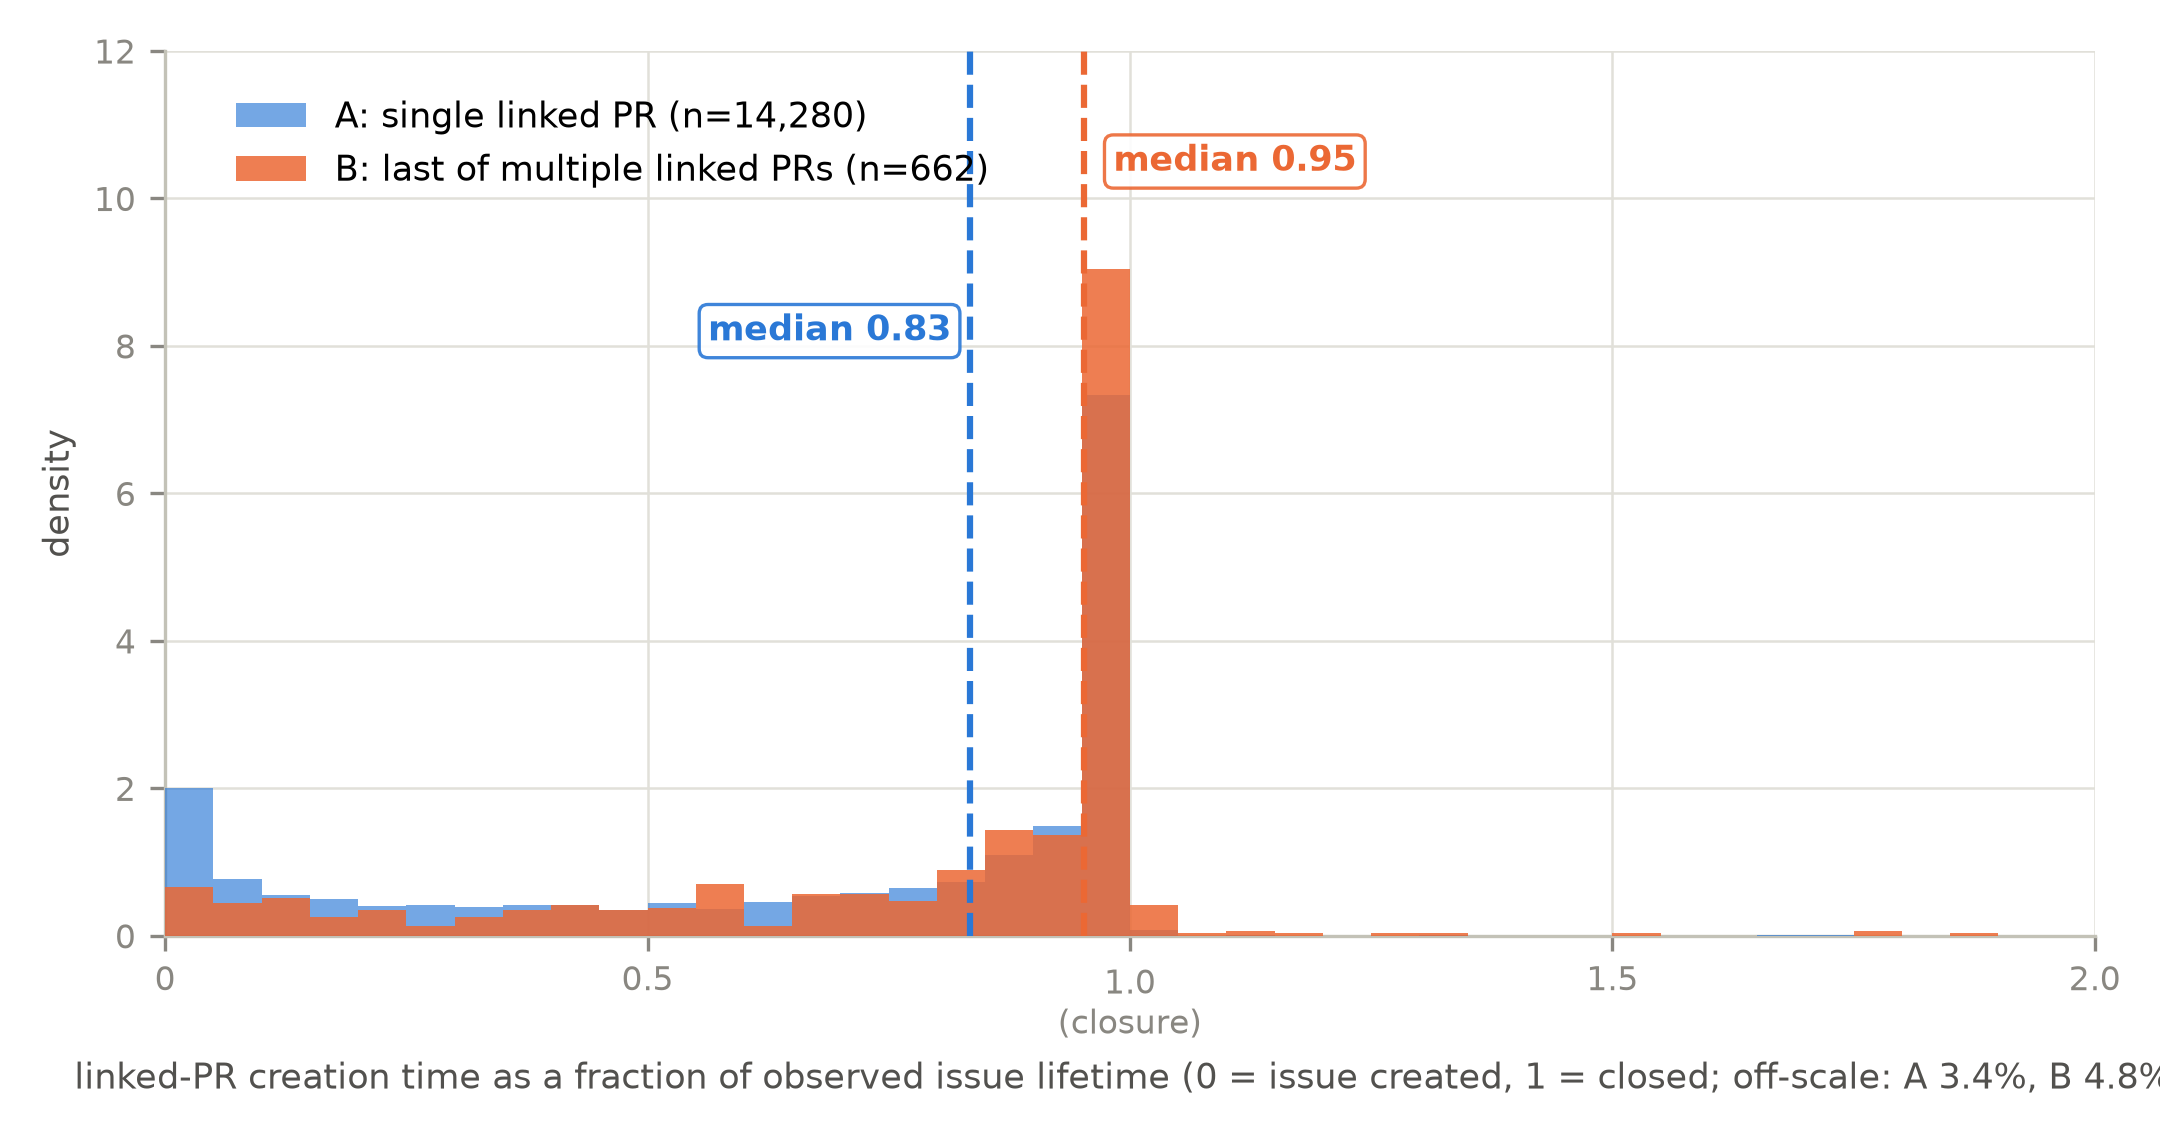 12
10
8
6
4
2
0
density
A: single linked PR (n=14,280)
B: last of multiple linked PRs (n=662)
median 0.95
median 0.83
0
0.5
1.0
1.5
2.0
(closure)
linked-PR creation time as a fraction of observed issue lifetime (0 = issue created, 1 = closed; off-scale: A 3.4%, B 4.8%